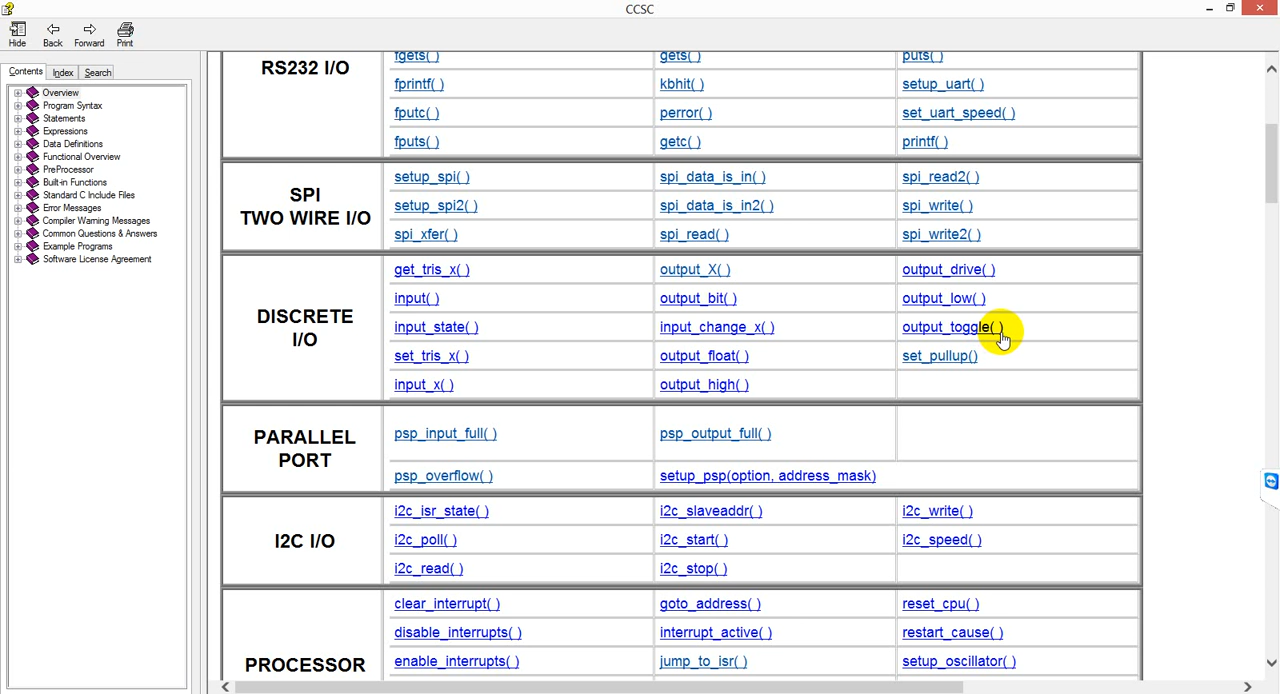 CCSC
Hide Back Forward Print
Contents Index Search
Overview
Program Syntax
Statements
Expressions
Data Definitions
Functional Overview
PreProcessor
Built-in Functions
Standard C Include Files
Error Messages
Compiler Warning Messages
Common Questions & Answers
Example Programs
Software License Agreement
RS232 I/O
fgets( ) gets( ) puts( )
fprintf( ) kbhit( ) setup_uart( )
fputc( ) perror( ) set_uart_speed( )
fputs( ) getc( ) printf( )
SPI
TWO WIRE I/O
setup_spi( ) spi_data_is_in( ) spi_read2( )
setup_spi2( ) spi_data_is_in2( ) spi_write( )
spi_xfer( ) spi_read( ) spi_write2( )
DISCRETE
I/O
get_tris_x( ) output_X( ) output_drive( )
input( ) output_bit( ) output_low( )
input_state( ) input_change_x( ) output_toggle( )
set_tris_x( ) output_float( ) set_pullup()
input_x( ) output_high( )
PARALLEL
PORT
psp_input_full( ) psp_output_full( )
psp_overflow( ) setup_psp(option, address_mask)
I2C I/O
i2c_isr_state( ) i2c_slaveaddr( ) i2c_write( )
i2c_poll( ) i2c_start( ) i2c_speed( )
i2c_read( ) i2c_stop( )
PROCESSOR
clear_interrupt( ) goto_address( ) reset_cpu( )
disable_interrupts( ) interrupt_active( ) restart_cause( )
enable_interrupts( ) jump_to_isr( ) setup_oscillator( )